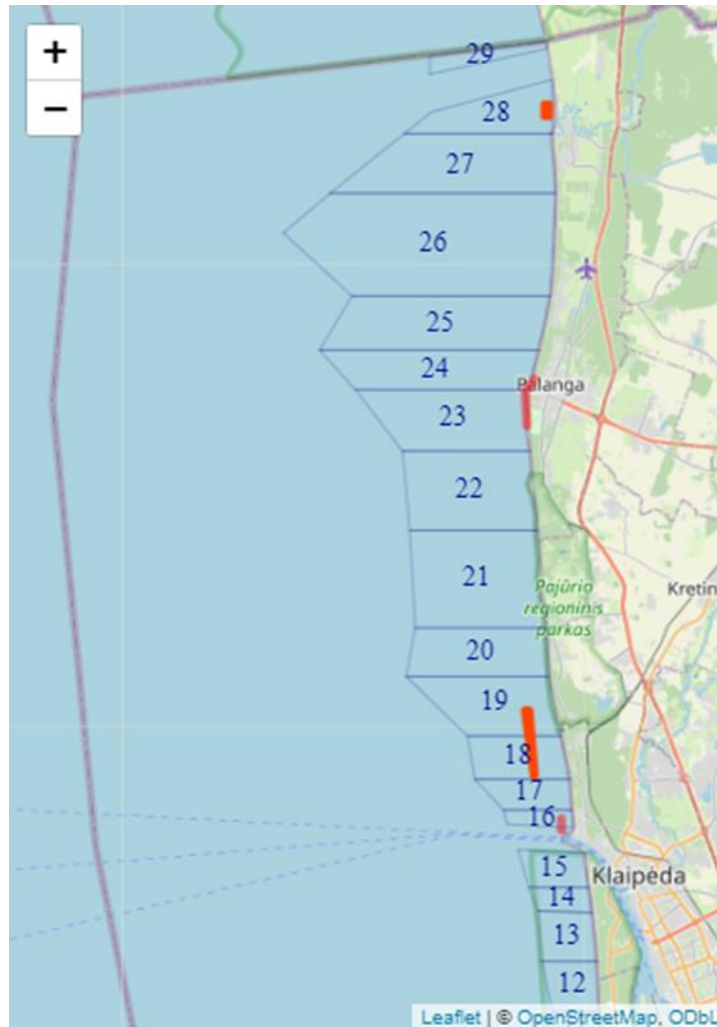 +
−
29
28
27
26
25
24
Palanga
23
22
21
Pajūrio
regioninis
parkas
Kretin
20
19
18
17
16
15
Klaipėda
14
13
12
Leaflet | © OpenStreetMap, ODbL